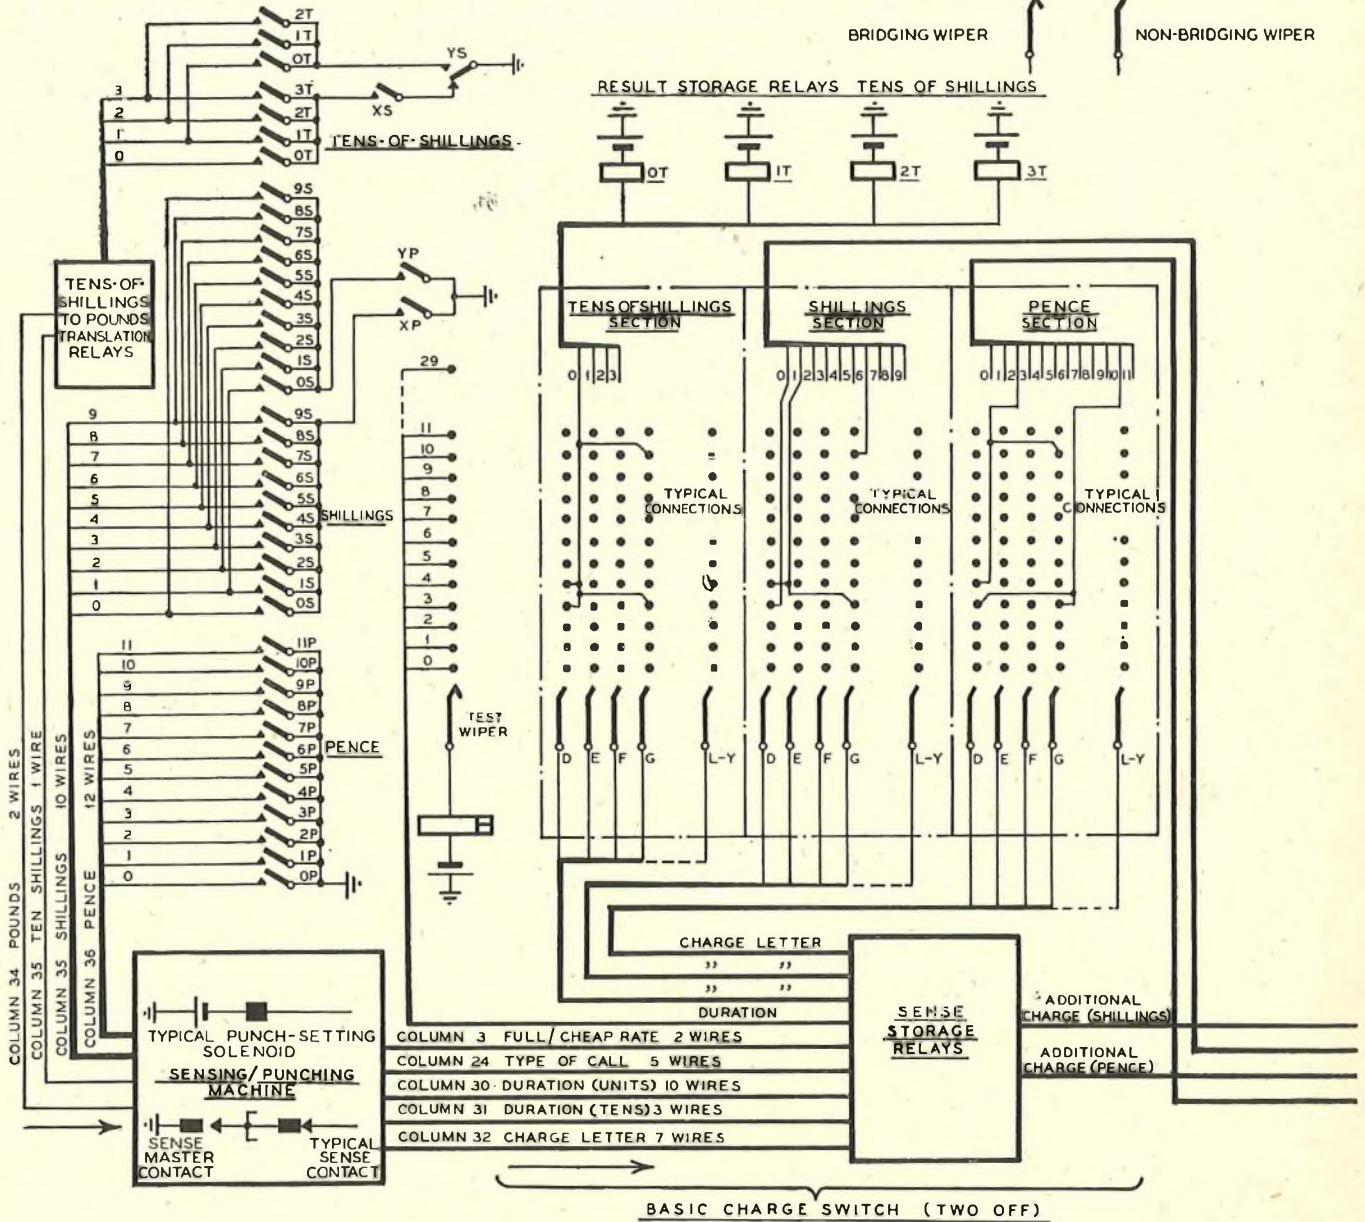 BRIDGING WIPER
NON-BRIDGING WIPER
RESULT STORAGE RELAYS TENS OF SHILLINGS
0T
1T
2T
3T
2T
1T
0T
YS
XS
3
3T
2
2T
1
1T
0
0T
TENS-OF-SHILLINGS
9S
8S
7S
6S
5S
4S
3S
2S
1S
0S
YP
XP
TENS-OF-
SHILLINGS
TO POUNDS
TRANSLATION
RELAYS
9
9S
8
8S
7
7S
6
6S
5
5S
4
4S
3
3S
2
2S
1
1S
0
0S
SHILLINGS
11
11P
10
10P
9
9P
8
8P
7
7P
6
6P
5
5P
4
4P
3
3P
2
2P
1
1P
0
0P
PENCE
29
11
10
9
8
7
6
5
4
3
2
1
0
TEST
WIPER
H
TENS OF SHILLINGS
SECTION
0 1 2 3
TYPICAL
CONNECTIONS
D E F G L-Y
SHILLINGS
SECTION
0 1 2 3 4 5 6 7 8 9
TYPICAL
CONNECTIONS
D E F G L-Y
PENCE
SECTION
0 1 2 3 4 5 6 7 8 9 10 11
TYPICAL
CONNECTIONS
D E F G L-Y
COLUMN 34 POUNDS 2 WIRES
COLUMN 35 TEN SHILLINGS 1 WIRE
COLUMN 35 SHILLINGS 10 WIRES
COLUMN 36 PENCE 12 WIRES
TYPICAL PUNCH-SETTING
SOLENOID
SENSING/PUNCHING
MACHINE
SENSE
MASTER
CONTACT
TYPICAL
SENSE
CONTACT
CHARGE LETTER
,, ,,
,, ,,
DURATION
COLUMN 3 FULL/CHEAP RATE 2 WIRES
COLUMN 24 TYPE OF CALL 5 WIRES
COLUMN 30 DURATION (UNITS) 10 WIRES
COLUMN 31 DURATION (TENS) 3 WIRES
COLUMN 32 CHARGE LETTER 7 WIRES
SENSE
STORAGE
RELAYS
ADDITIONAL
CHARGE (SHILLINGS)
ADDITIONAL
CHARGE (PENCE)
BASIC CHARGE SWITCH (TWO OFF)